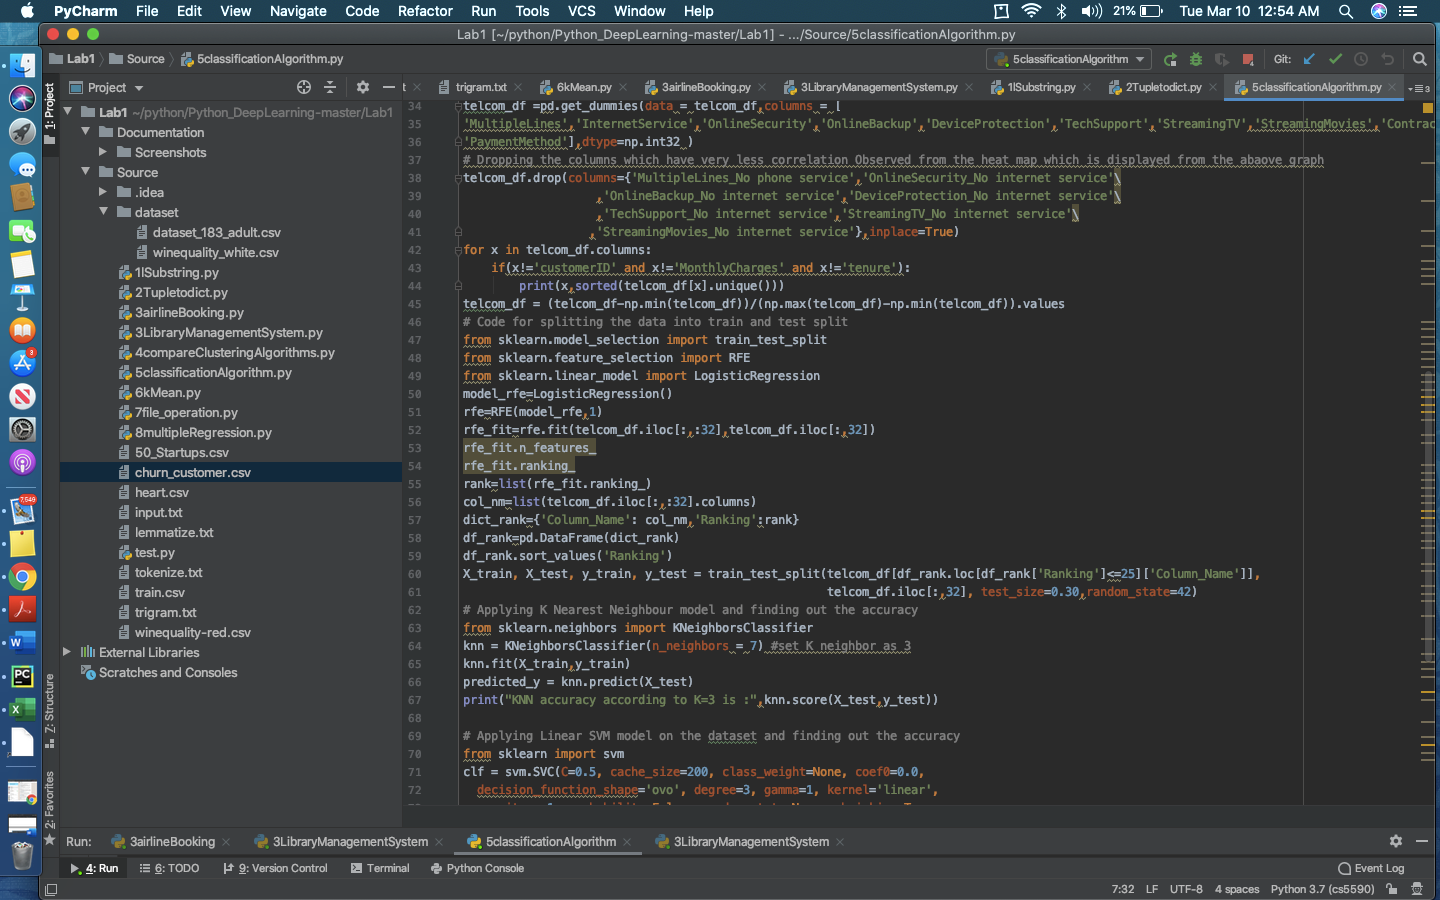 PyCharm File Edit View Navigate Code Refactor Run Tools VCS Window Help 21% Tue Mar 10 12:54 AM
Lab1 [~/python/Python_DeepLearning-master/Lab1] - .../Source/5classificationAlgorithm.py
Lab1 Source 5classificationAlgorithm.py 5classificationAlgorithm Git:
Project trigram.txt 6kMean.py 3airlineBooking.py 3LibraryManagementSystem.py 1lSubstring.py 2Tupletodict.py 5classificationAlgorithm.py
1: Project
Lab1 ~/python/Python_DeepLearning-master/Lab1
Documentation
Screenshots
Source
.idea
dataset
dataset_183_adult.csv
winequality_white.csv
1lSubstring.py
2Tupletodict.py
3airlineBooking.py
3LibraryManagementSystem.py
4compareClusteringAlgorithms.py
5classificationAlgorithm.py
6kMean.py
7file_operation.py
8multipleRegression.py
50_Startups.csv
churn_customer.csv
heart.csv
input.txt
lemmatize.txt
test.py
tokenize.txt
train.csv
trigram.txt
winequality-red.csv
External Libraries
Scratches and Consoles
Z: Structure
2: Favorites
3
7,549
34 telcom_df =pd.get_dummies(data = telcom_df,columns = [
35 'MultipleLines','InternetService','OnlineSecurity','OnlineBackup','DeviceProtection','TechSupport','StreamingTV','StreamingMovies','Contrac
36 'PaymentMethod'],dtype=np.int32 )
37 # Dropping the columns which have very less correlation Observed from the heat map which is displayed from the abaove graph
38 telcom_df.drop(columns={'MultipleLines_No phone service','OnlineSecurity_No internet service'\
39 ,'OnlineBackup_No internet service','DeviceProtection_No internet service'\
40 ,'TechSupport_No internet service','StreamingTV_No internet service'\
41 ,'StreamingMovies_No internet service'},inplace=True)
42 for x in telcom_df.columns:
43 if(x!='customerID' and x!='MonthlyCharges' and x!='tenure'):
44 print(x,sorted(telcom_df[x].unique()))
45 telcom_df = (telcom_df-np.min(telcom_df))/(np.max(telcom_df)-np.min(telcom_df)).values
46 # Code for splitting the data into train and test split
47 from sklearn.model_selection import train_test_split
48 from sklearn.feature_selection import RFE
49 from sklearn.linear_model import LogisticRegression
50 model_rfe=LogisticRegression()
51 rfe=RFE(model_rfe,1)
52 rfe_fit=rfe.fit(telcom_df.iloc[:,:32],telcom_df.iloc[:,32])
53 rfe_fit.n_features_
54 rfe_fit.ranking_
55 rank=list(rfe_fit.ranking_)
56 col_nm=list(telcom_df.iloc[:,:32].columns)
57 dict_rank={'Column_Name': col_nm,'Ranking':rank}
58 df_rank=pd.DataFrame(dict_rank)
59 df_rank.sort_values('Ranking')
60 X_train, X_test, y_train, y_test = train_test_split(telcom_df[df_rank.loc[df_rank['Ranking']<=25]['Column_Name']],
61 telcom_df.iloc[:,32], test_size=0.30,random_state=42)
62 # Applying K Nearest Neighbour model and finding out the accuracy
63 from sklearn.neighbors import KNeighborsClassifier
64 knn = KNeighborsClassifier(n_neighbors = 7) #set K neighbor as 3
65 knn.fit(X_train,y_train)
66 predicted_y = knn.predict(X_test)
67 print("KNN accuracy according to K=3 is :",knn.score(X_test,y_test))
68
69 # Applying Linear SVM model on the dataset and finding out the accuracy
70 from sklearn import svm
71 clf = svm.SVC(C=0.5, cache_size=200, class_weight=None, coef0=0.0,
72 decision_function_shape='ovo', degree=3, gamma=1, kernel='linear',
Run: 3airlineBooking 3LibraryManagementSystem 5classificationAlgorithm 3LibraryManagementSystem
4: Run 6: TODO 9: Version Control Terminal Python Console Event Log
7:32 LF UTF-8 4 spaces Python 3.7 (cs5590)